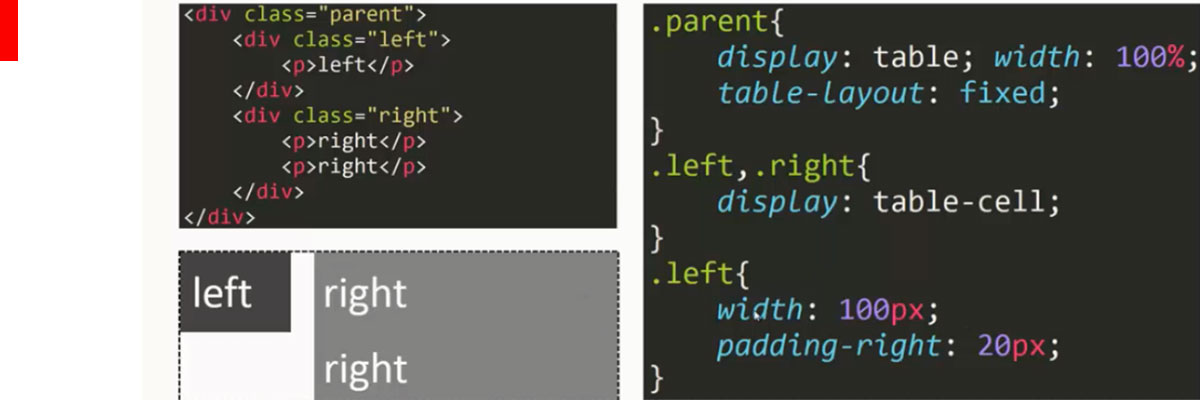 <div class="parent">
<div class="left">
<p>left</p>
</div>
<div class="right">
<p>right</p>
<p>right</p>
</div>
</div>
left
right
right
.parent{
display: table; width: 100%;
table-layout: fixed;
}
.left,.right{
display: table-cell;
}
.left{
width: 100px;
padding-right: 20px;
}